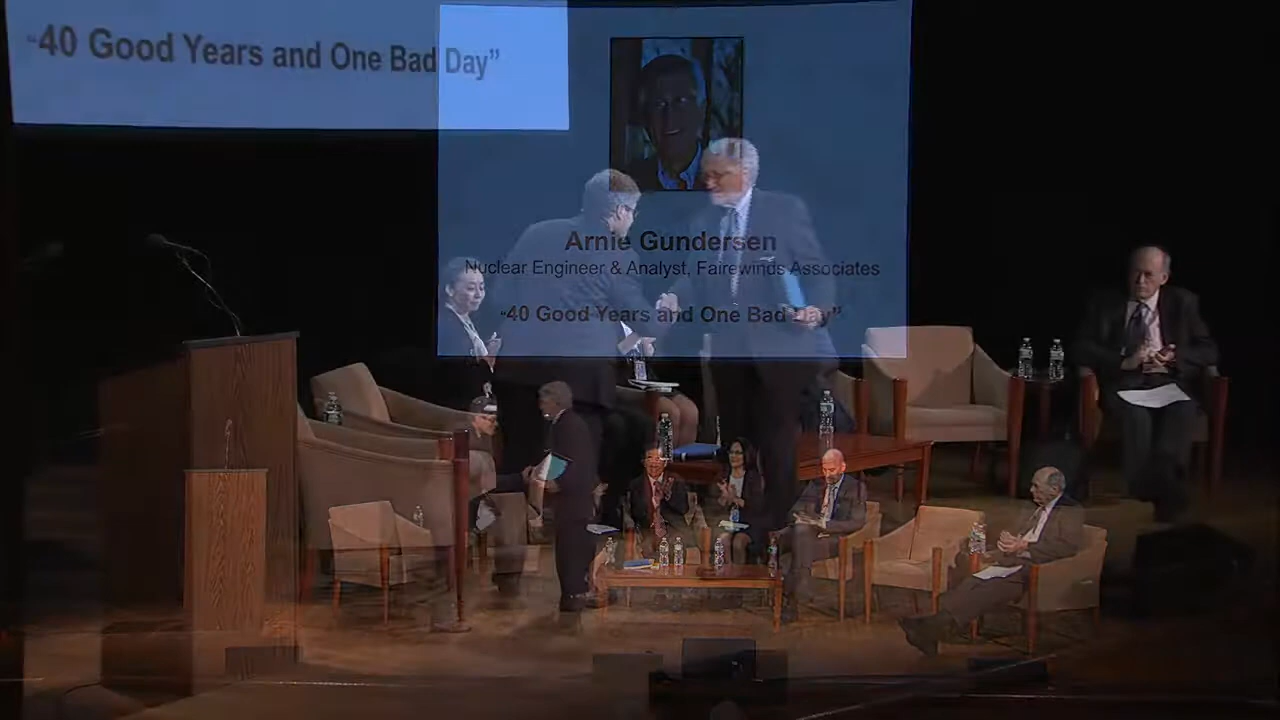 “40 Good Years and One Bad Day”
Arnie Gundersen
Nuclear Engineer & Analyst, Fairewinds Associates
“40 Good Years and One Bad Day”